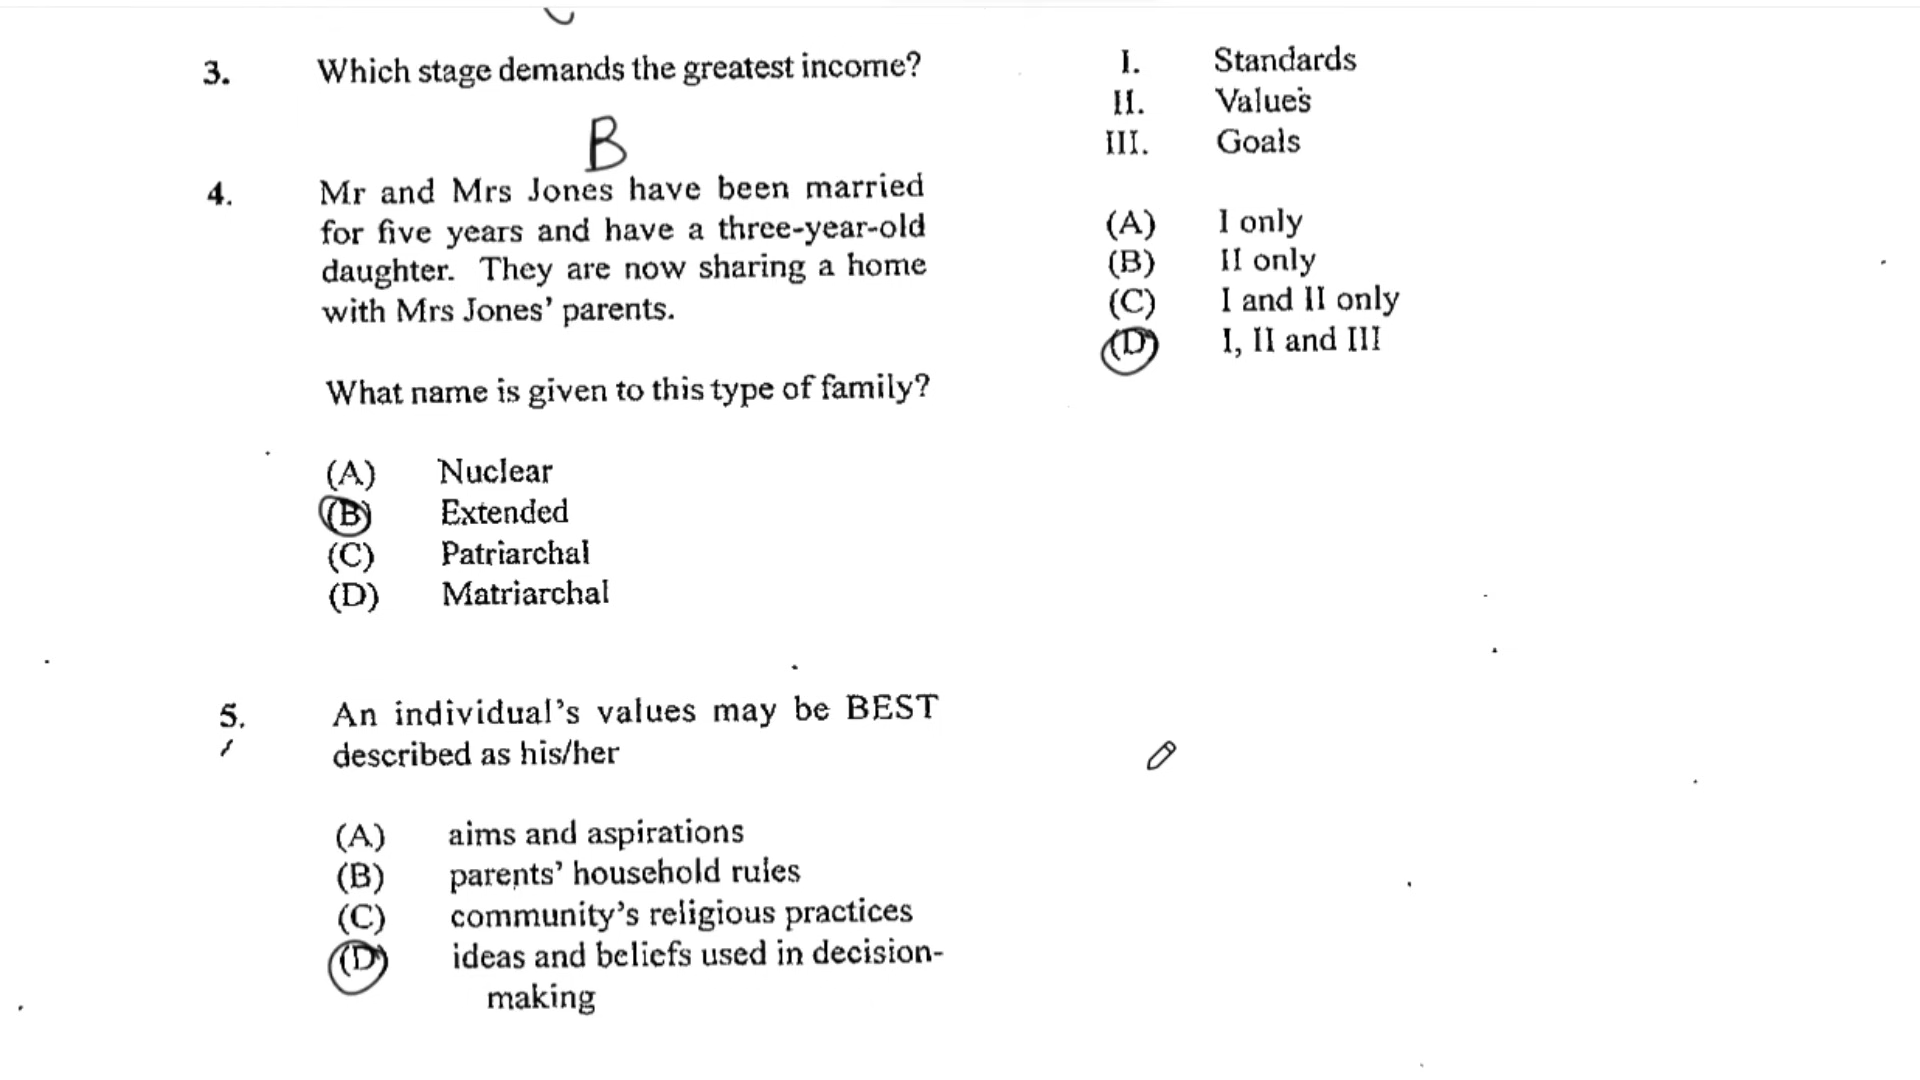 3. Which stage demands the greatest income?
B
4. Mr and Mrs Jones have been married
for five years and have a three-year-old
daughter. They are now sharing a home
with Mrs Jones' parents.
What name is given to this type of family?
(A) Nuclear
(B) Extended
(C) Patriarchal
(D) Matriarchal
5. An individual's values may be BEST
described as his/her
(A) aims and aspirations
(B) parents' household rules
(C) community's religious practices
(D) ideas and beliefs used in decision-
making
I. Standards
II. Values
III. Goals
(A) I only
(B) II only
(C) I and II only
(D) I, II and III